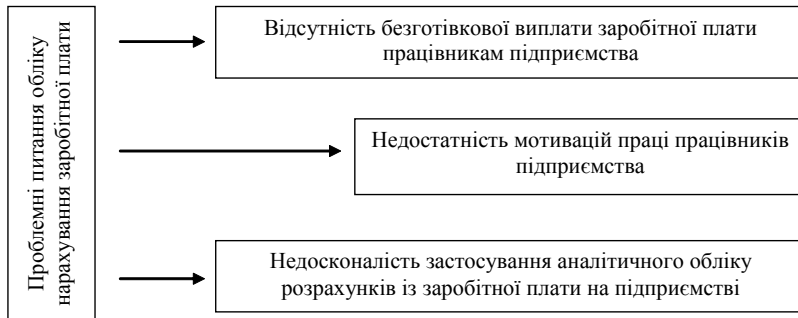 Проблемні питання обліку
нарахування заробітної плати
Відсутність безготівкової виплати заробітної плати
працівникам підприємства
Недостатність мотивацій праці працівників
підприємства
Недосконалість застосування аналітичного обліку
розрахунків із заробітної плати на підприємстві